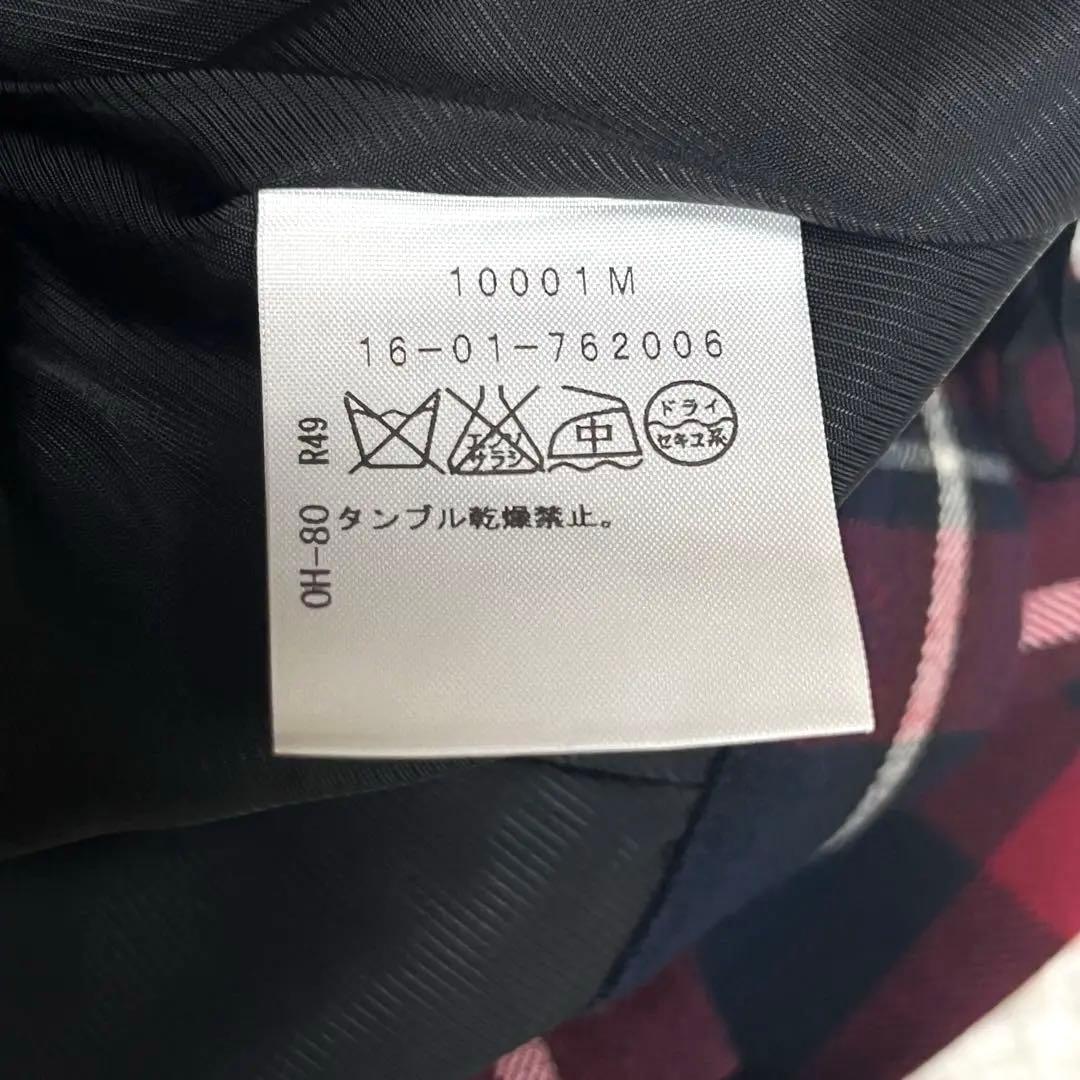 10001M
16-01-762006
エンソ
サラシ
中
ドライ
セキユ系
タンブル乾燥禁止。
OH-80 R49